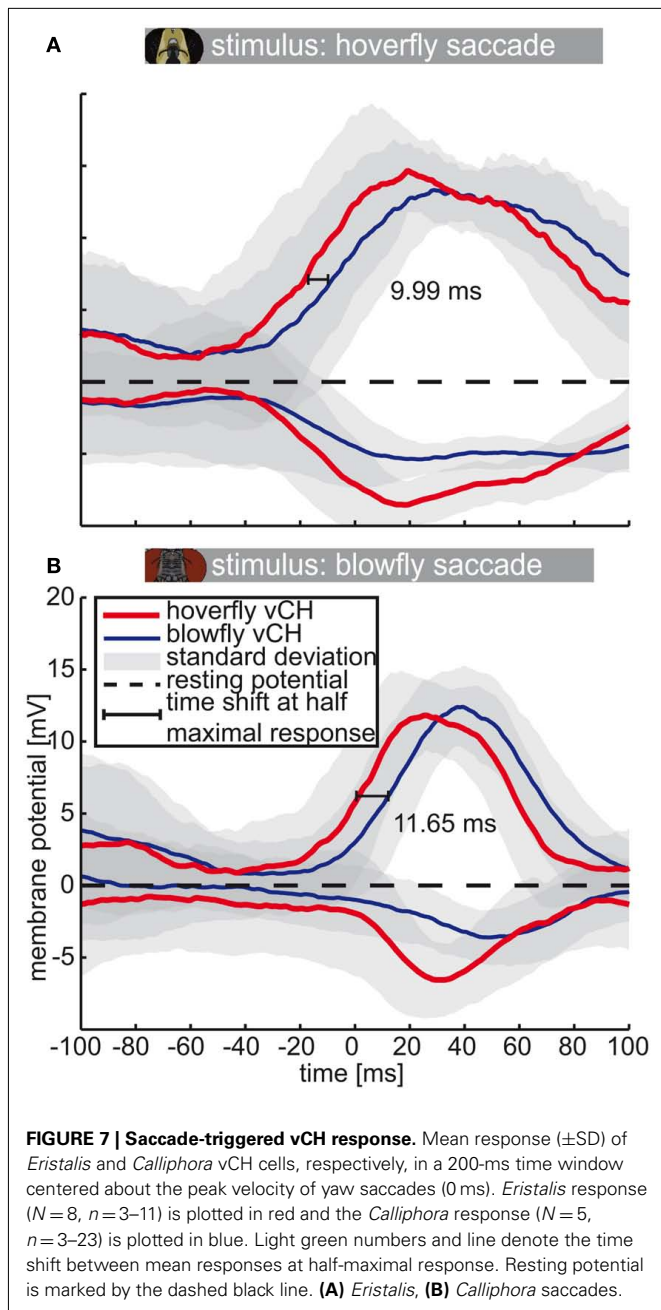 A
stimulus: hoverfly saccade
9.99 ms
B
stimulus: blowfly saccade
20
15
10
5
0
-5
membrane potential [mV]
hoverfly vCH
blowfly vCH
standard deviation
resting potential
time shift at half
maximal response
11.65 ms
-100 -80 -60 -40 -20 0 20 40 60 80 100
time [ms]
FIGURE 7 | Saccade-triggered vCH response. Mean response (±SD) of
Eristalis and Calliphora vCH cells, respectively, in a 200-ms time window
centered about the peak velocity of yaw saccades (0 ms). Eristalis response
(N = 8, n = 3–11) is plotted in red and the Calliphora response (N = 5,
n = 3–23) is plotted in blue. Light green numbers and line denote the time
shift between mean responses at half-maximal response. Resting potential
is marked by the dashed black line. (A) Eristalis, (B) Calliphora saccades.